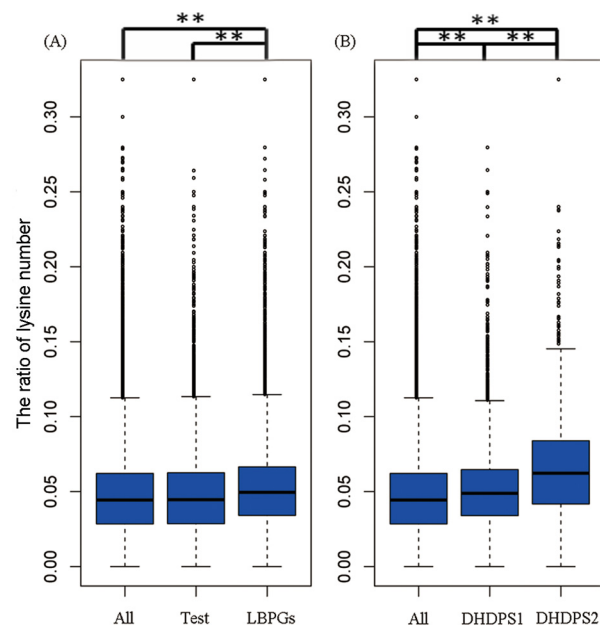 (A) ** **
(B) ** ** **
The ratio of lysine number
0.30 0.30
0.25 0.25
0.20 0.20
0.15 0.15
0.10 0.10
0.05 0.05
0.00 0.00
All Test LBPGs
All DHDPS1 DHDPS2